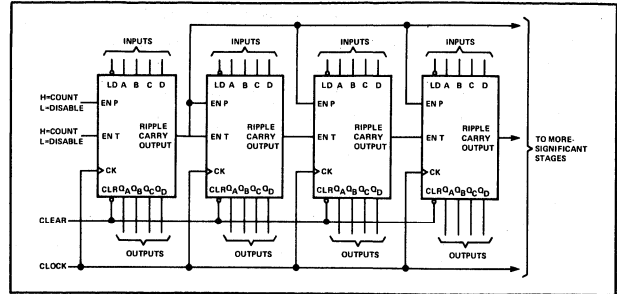 INPUTS INPUTS INPUTS INPUTS
LD A B C D LD A B C D LD A B C D LD A B C D
H=COUNT
L=DISABLE
EN P EN P EN P EN P
H=COUNT
L=DISABLE
EN T EN T EN T EN T
RIPPLE
CARRY
OUTPUT
RIPPLE
CARRY
OUTPUT
RIPPLE
CARRY
OUTPUT
RIPPLE
CARRY
OUTPUT
TO MORE-
SIGNIFICANT
STAGES
CK CK CK CK
CLR QA QB QC QD CLR QA QB QC QD CLR QA QB QC QD CLR QA QB QC QD
CLEAR
OUTPUTS OUTPUTS OUTPUTS OUTPUTS
CLOCK